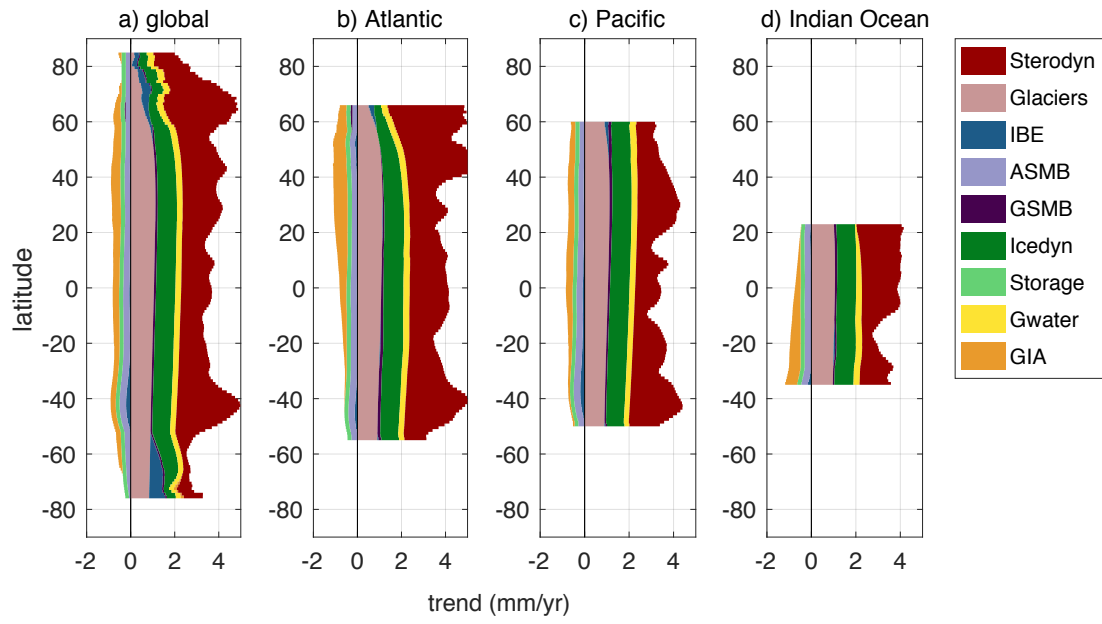 a) global
b) Atlantic
c) Pacific
d) Indian Ocean
80
60
40
20
0
-20
-40
-60
-80
-2 0 2 4
latitude
80
60
40
20
0
-20
-40
-60
-80
-2 0 2 4
80
60
40
20
0
-20
-40
-60
-80
-2 0 2 4
80
60
40
20
0
-20
-40
-60
-80
-2 0 2 4
trend (mm/yr)
Sterodyn
Glaciers
IBE
ASMB
GSMB
Icedyn
Storage
Gwater
GIA